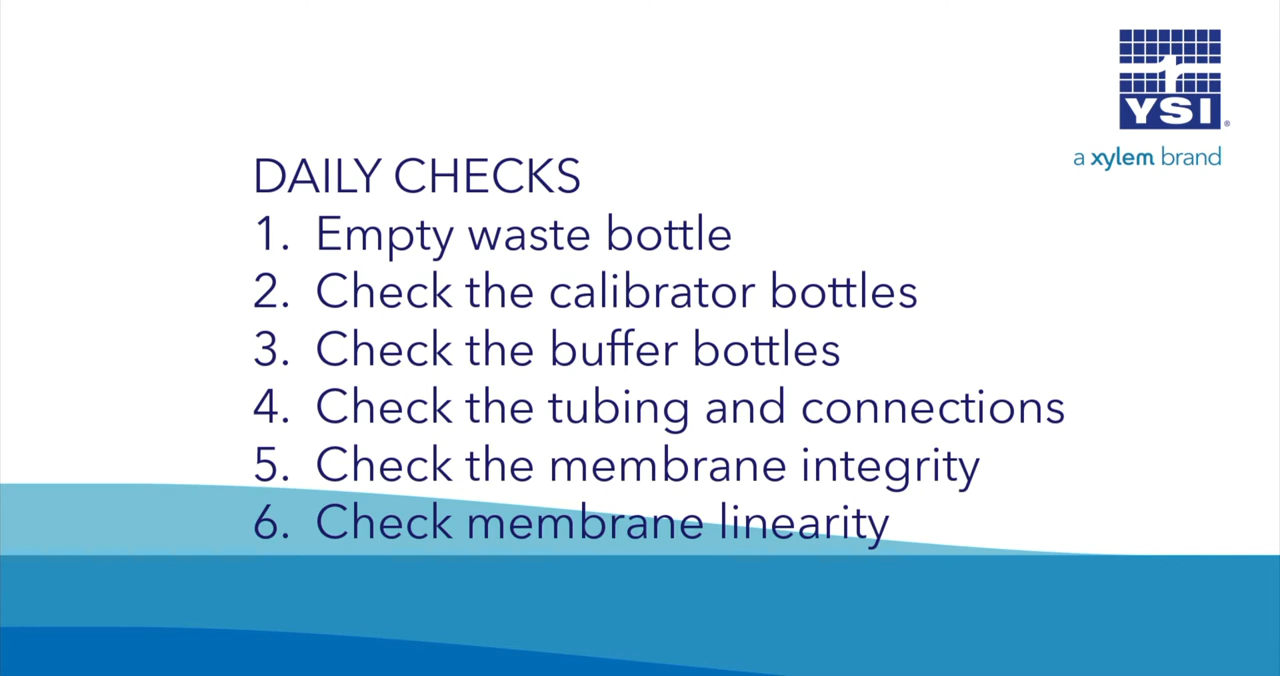 YSI
®
a xylem brand
DAILY CHECKS
1. Empty waste bottle
2. Check the calibrator bottles
3. Check the buffer bottles
4. Check the tubing and connections
5. Check the membrane integrity
6. Check membrane linearity